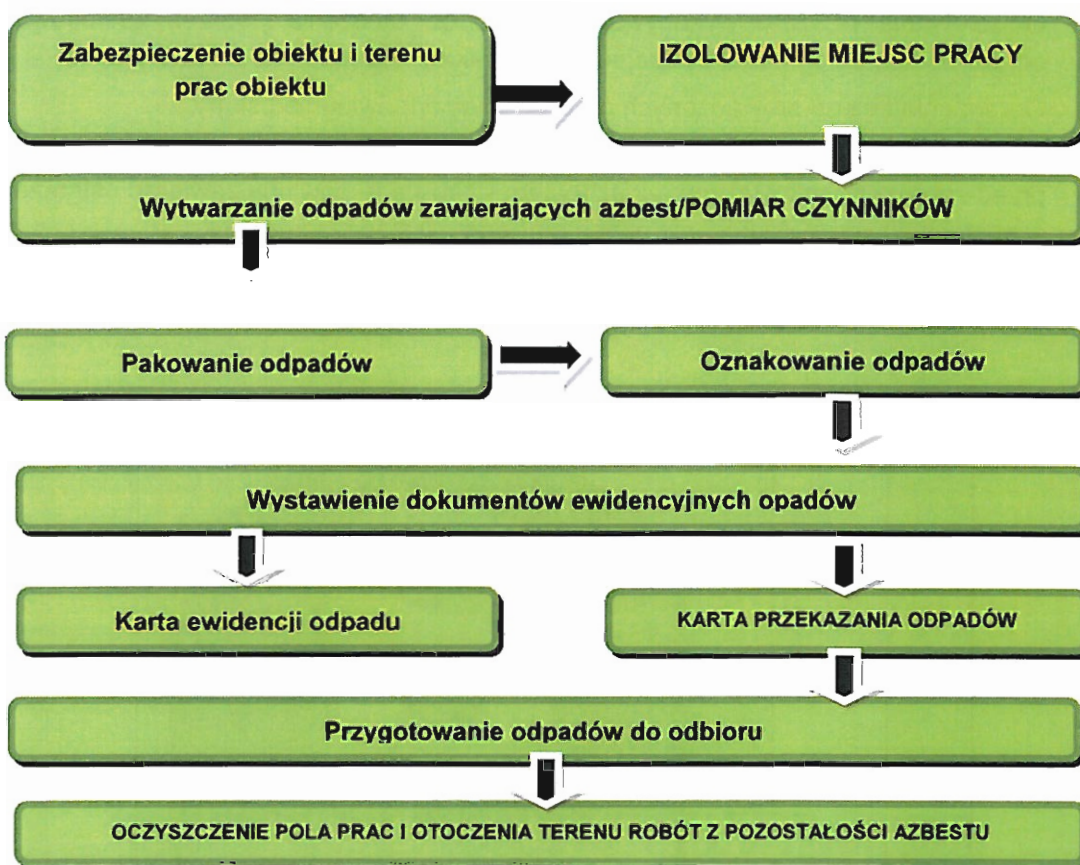 Zabezpieczenie obiektu i terenu
prac obiektu
IZOLOWANIE MIEJSC PRACY
Wytwarzanie odpadów zawierających azbest/POMIAR CZYNNIKÓW
Pakowanie odpadów
Oznakowanie odpadów
Wystawienie dokumentów ewidencyjnych opadów
Karta ewidencji odpadu
KARTA PRZEKAZANIA ODPADÓW
Przygotowanie odpadów do odbioru
OCZYSZCZENIE POLA PRAC I OTOCZENIA TERENU ROBÓT Z POZOSTAŁOŚCI AZBESTU